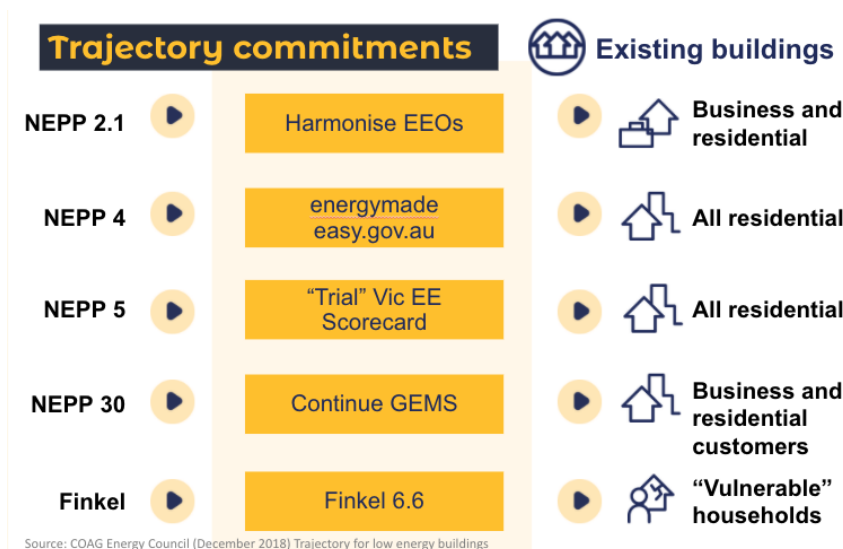 Trajectory commitments
Existing buildings
NEPP 2.1
Harmonise EEOs
Business and
residential
NEPP 4
energymade
easy.gov.au
All residential
NEPP 5
“Trial” Vic EE
Scorecard
All residential
NEPP 30
Continue GEMS
Business and
residential
customers
Finkel
Finkel 6.6
“Vulnerable”
households
Source: COAG Energy Council (December 2018) Trajectory for low energy buildings